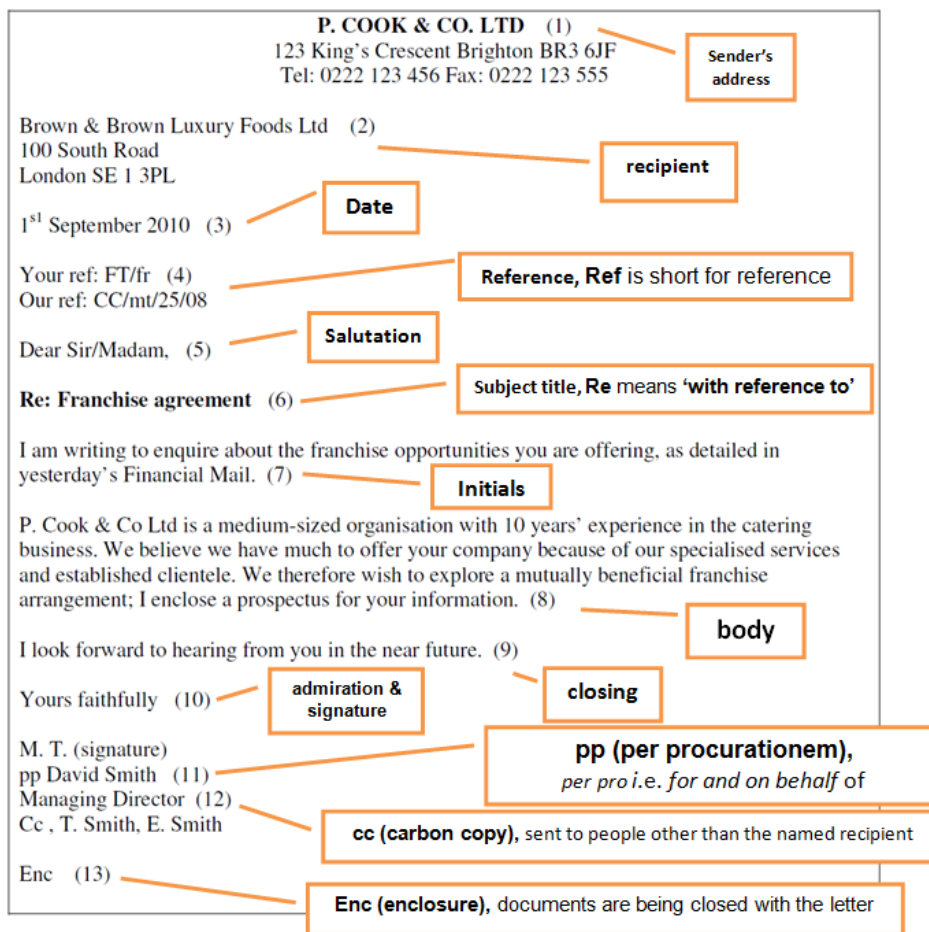 P. COOK & CO. LTD (1)
123 King's Crescent Brighton BR3 6JF
Tel: 0222 123 456 Fax: 0222 123 555
Sender's
address
Brown & Brown Luxury Foods Ltd (2)
100 South Road
London SE 1 3PL
recipient
Date
1st September 2010 (3)
Your ref: FT/fr (4)
Our ref: CC/mt/25/08
Reference, Ref is short for reference
Salutation
Dear Sir/Madam, (5)
Subject title, Re means ‘with reference to’
Re: Franchise agreement (6)
I am writing to enquire about the franchise opportunities you are offering, as detailed in
yesterday's Financial Mail. (7)
Initials
P. Cook & Co Ltd is a medium-sized organisation with 10 years' experience in the catering
business. We believe we have much to offer your company because of our specialised services
and established clientele. We therefore wish to explore a mutually beneficial franchise
arrangement; I enclose a prospectus for your information. (8)
body
I look forward to hearing from you in the near future. (9)
closing
Yours faithfully (10)
admiration &
signature
M. T. (signature)
pp David Smith (11)
Managing Director (12)
Cc , T. Smith, E. Smith
pp (per procurationem),
per pro i.e. for and on behalf of
cc (carbon copy), sent to people other than the named recipient
Enc (13)
Enc (enclosure), documents are being closed with the letter